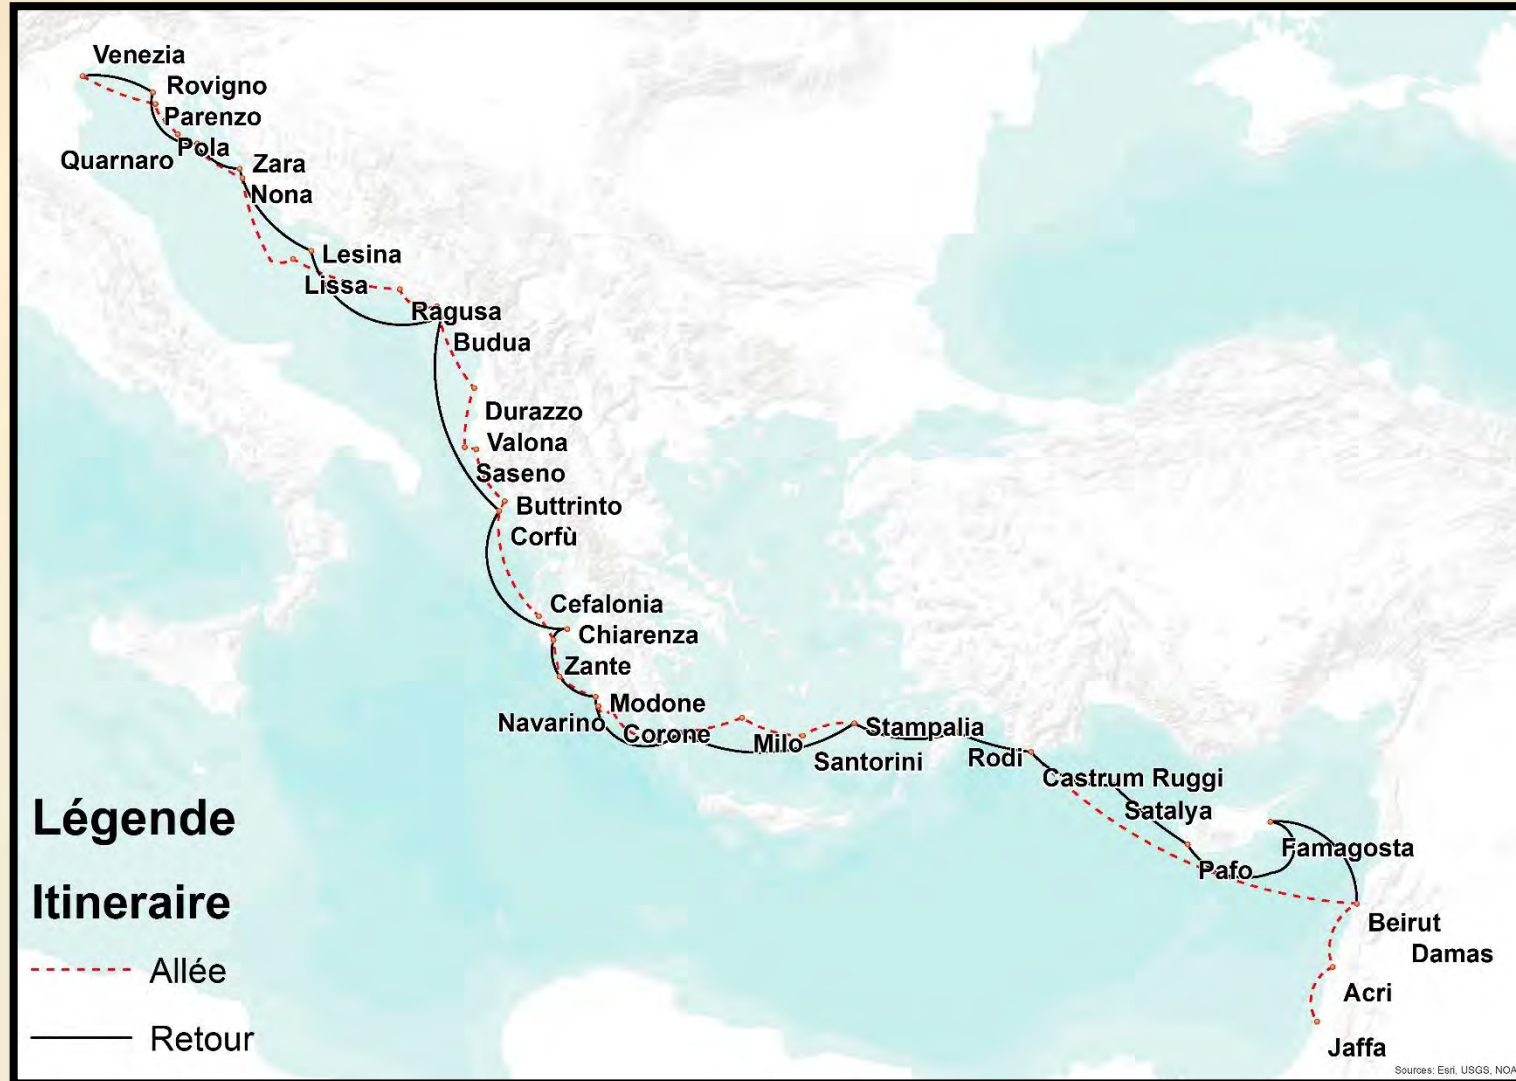 Venezia
Rovigno
Parenzo
Pola
Quarnaro
Zara
Nona
Lesina
Lissa
Ragusa
Budua
Durazzo
Valona
Saseno
Buttrinto
Corfù
Cefalonia
Chiarenza
Zante
Modone
Navarino
Corone
Milo
Stampalia
Santorini
Rodi
Castrum Ruggi
Satalya
Famagosta
Pafo
Beirut
Damas
Acri
Jaffa
Légende
Itineraire
Allée
Retour
Sources: Esri, USGS, NOA